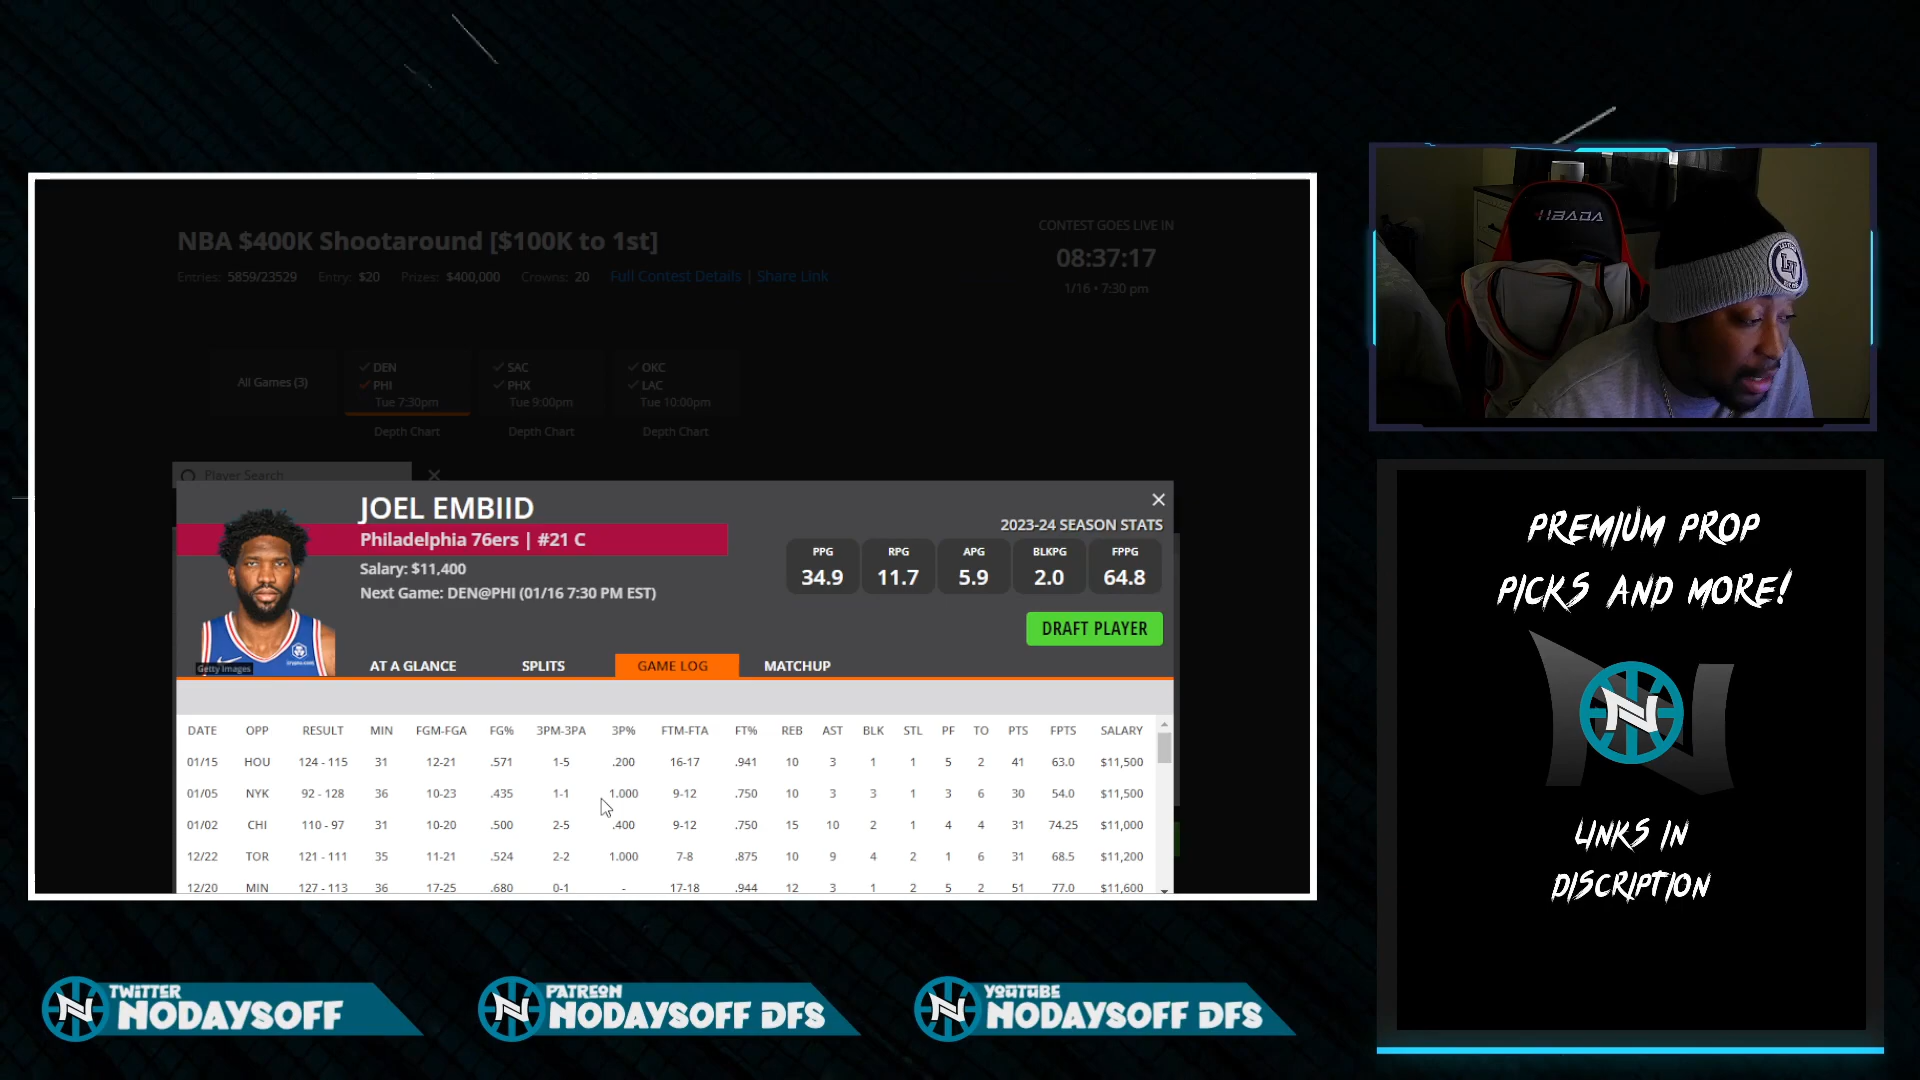 NBA $400K Shootaround [$100K to 1st]
Entries: 5859/23529 Entry: $20 Prizes: $400,000 Crowns: 20 Full Contest Details | Share Link
CONTEST GOES LIVE IN
08:37:17
1/16 • 7:30 pm
All Games (3)
DEN
PHI
Tue 7:30pm
Depth Chart
SAC
PHX
Tue 9:00pm
Depth Chart
OKC
LAC
Tue 10:00pm
Depth Chart
Player Search
JOEL EMBIID
Philadelphia 76ers | #21 C
Salary: $11,400
Next Game: DEN@PHI (01/16 7:30 PM EST)
Getty Images
2023-24 SEASON STATS
PPG RPG APG BLKPG FPPG
34.9 11.7 5.9 2.0 64.8
DRAFT PLAYER
AT A GLANCE SPLITS GAME LOG MATCHUP
DATE OPP RESULT MIN FGM-FGA FG% 3PM-3PA 3P% FTM-FTA FT% REB AST BLK STL PF TO PTS FPTS SALARY
01/15 HOU 124 - 115 31 12-21 .571 1-5 .200 16-17 .941 10 3 1 1 5 2 41 63.0 $11,500
01/05 NYK 92 - 128 36 10-23 .435 1-1 1.000 9-12 .750 10 3 3 1 3 6 30 54.0 $11,500
01/02 CHI 110 - 97 31 10-20 .500 2-5 .400 9-12 .750 15 10 2 1 4 4 31 74.25 $11,000
12/22 TOR 121 - 111 35 11-21 .524 2-2 1.000 7-8 .875 10 9 4 2 1 6 31 68.5 $11,200
12/20 MIN 127 - 113 36 17-25 .680 0-1 - 17-18 .944 12 3 1 2 5 2 51 77.0 $11,600
HBADA
LV
PREMIUM PROP
PICKS AND MORE!
N
LINKS IN
DISCRIPTION
TWITTER
NODAYSOFF
PATREON
NODAYSOFF DFS
YOUTUBE
NODAYSOFF DFS